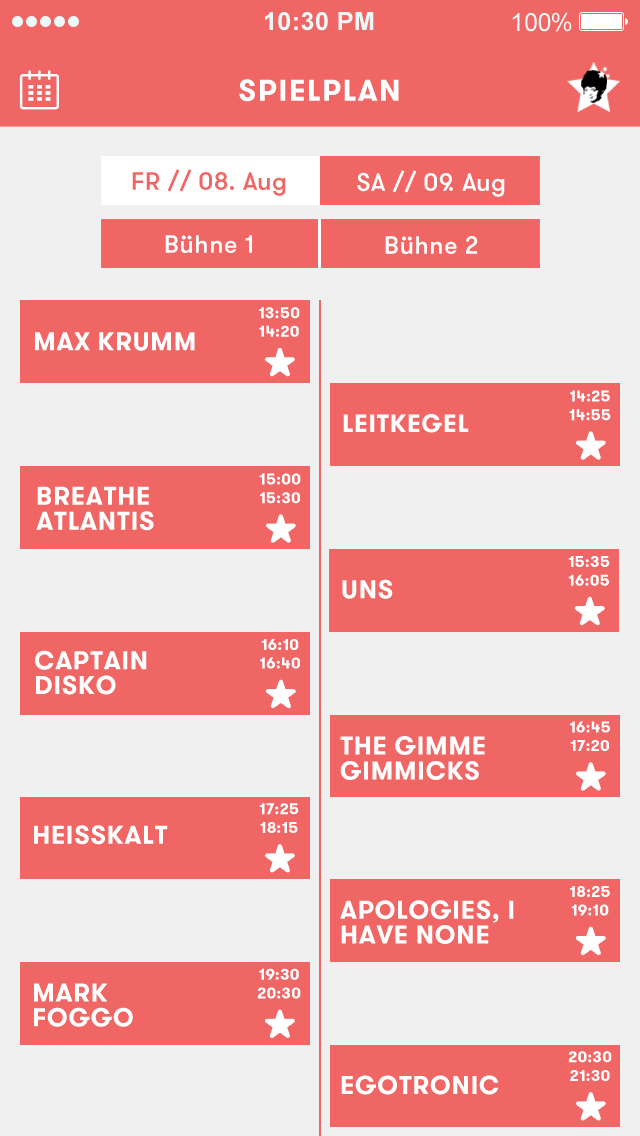 10:30 PM 100%
SPIELPLAN
FR // 08. Aug SA // 09. Aug
Bühne 1 Bühne 2
MAX KRUMM
13:50
14:20
LEITKEGEL
14:25
14:55
BREATHE
ATLANTIS
15:00
15:30
UNS
15:35
16:05
CAPTAIN
DISKO
16:10
16:40
THE GIMME
GIMMICKS
16:45
17:20
HEISSKALT
17:25
18:15
APOLOGIES, I
HAVE NONE
18:25
19:10
MARK
FOGGO
19:30
20:30
EGOTRONIC
20:30
21:30